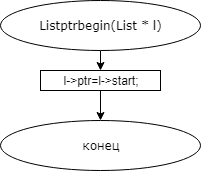 Listptrbegin(List * l)
l->ptr=l->start;
конец